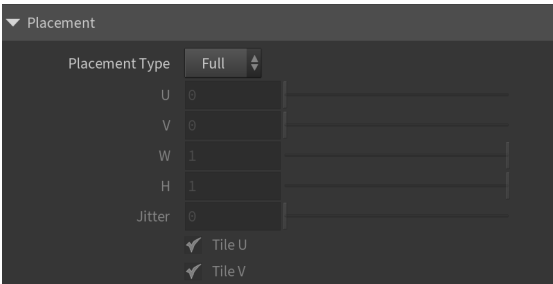 Placement
Placement Type Full
U 0
V 0
W 1
H 1
Jitter 0
Tile U
Tile V